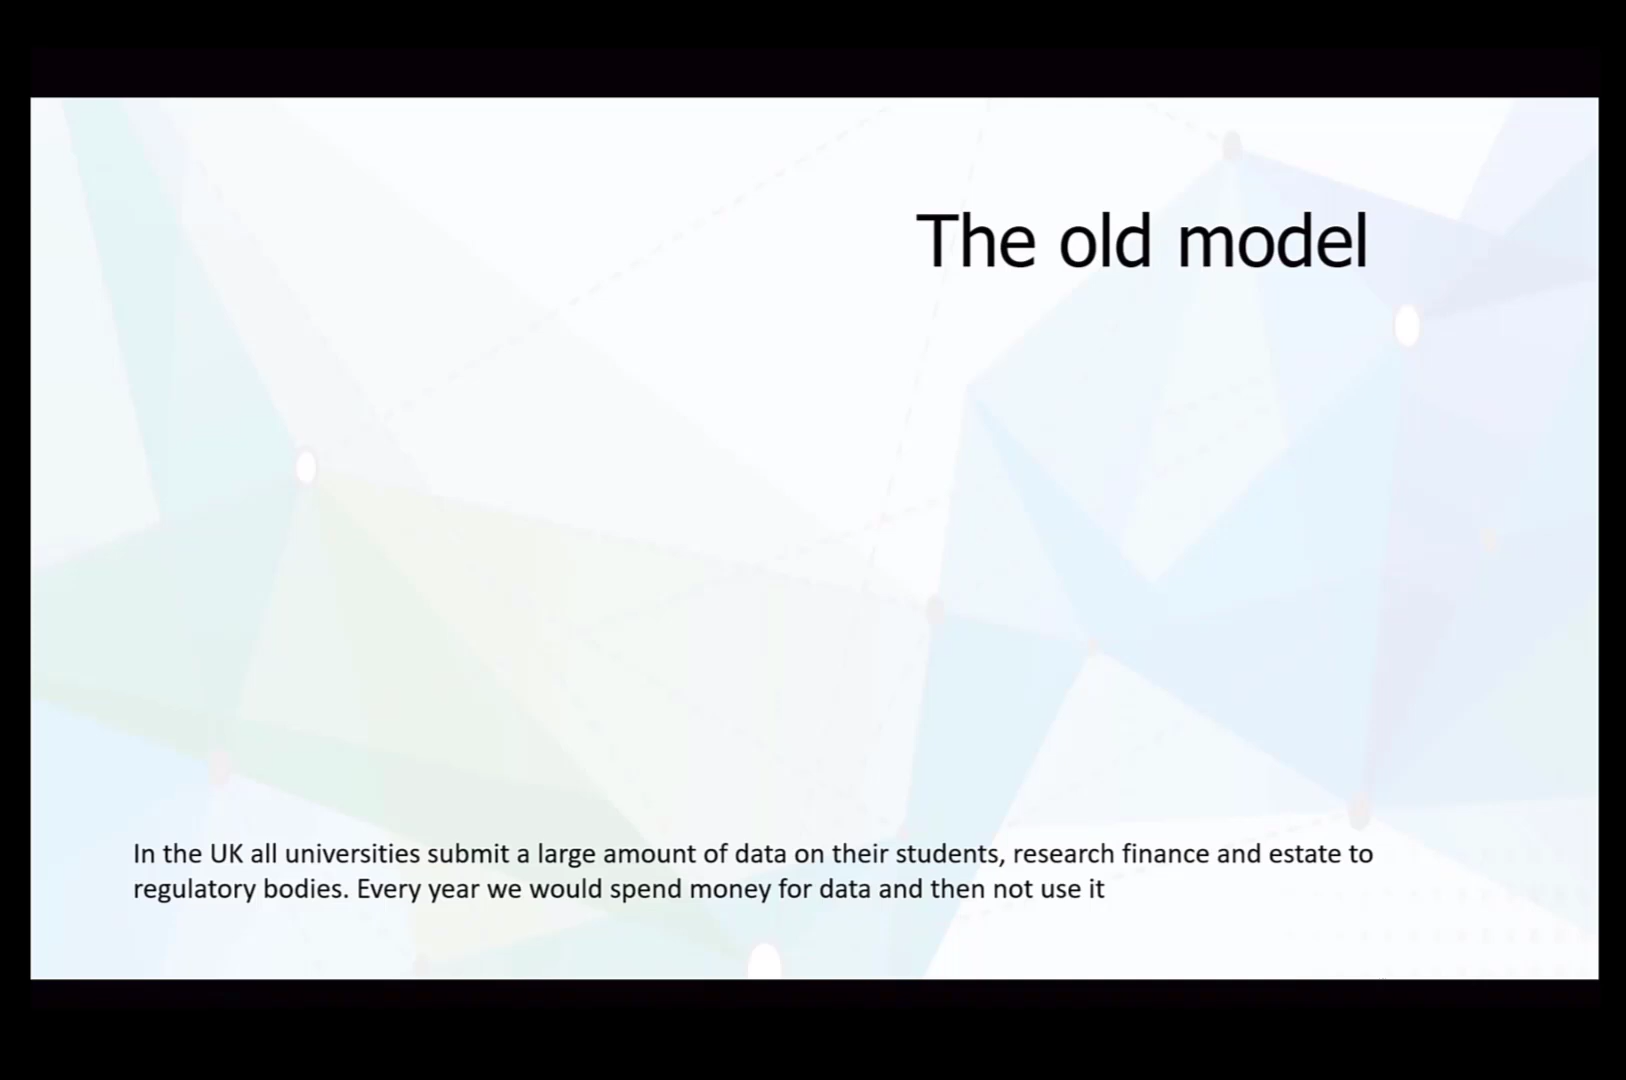 The old model
In the UK all universities submit a large amount of data on their students, research finance and estate to
regulatory bodies. Every year we would spend money for data and then not use it